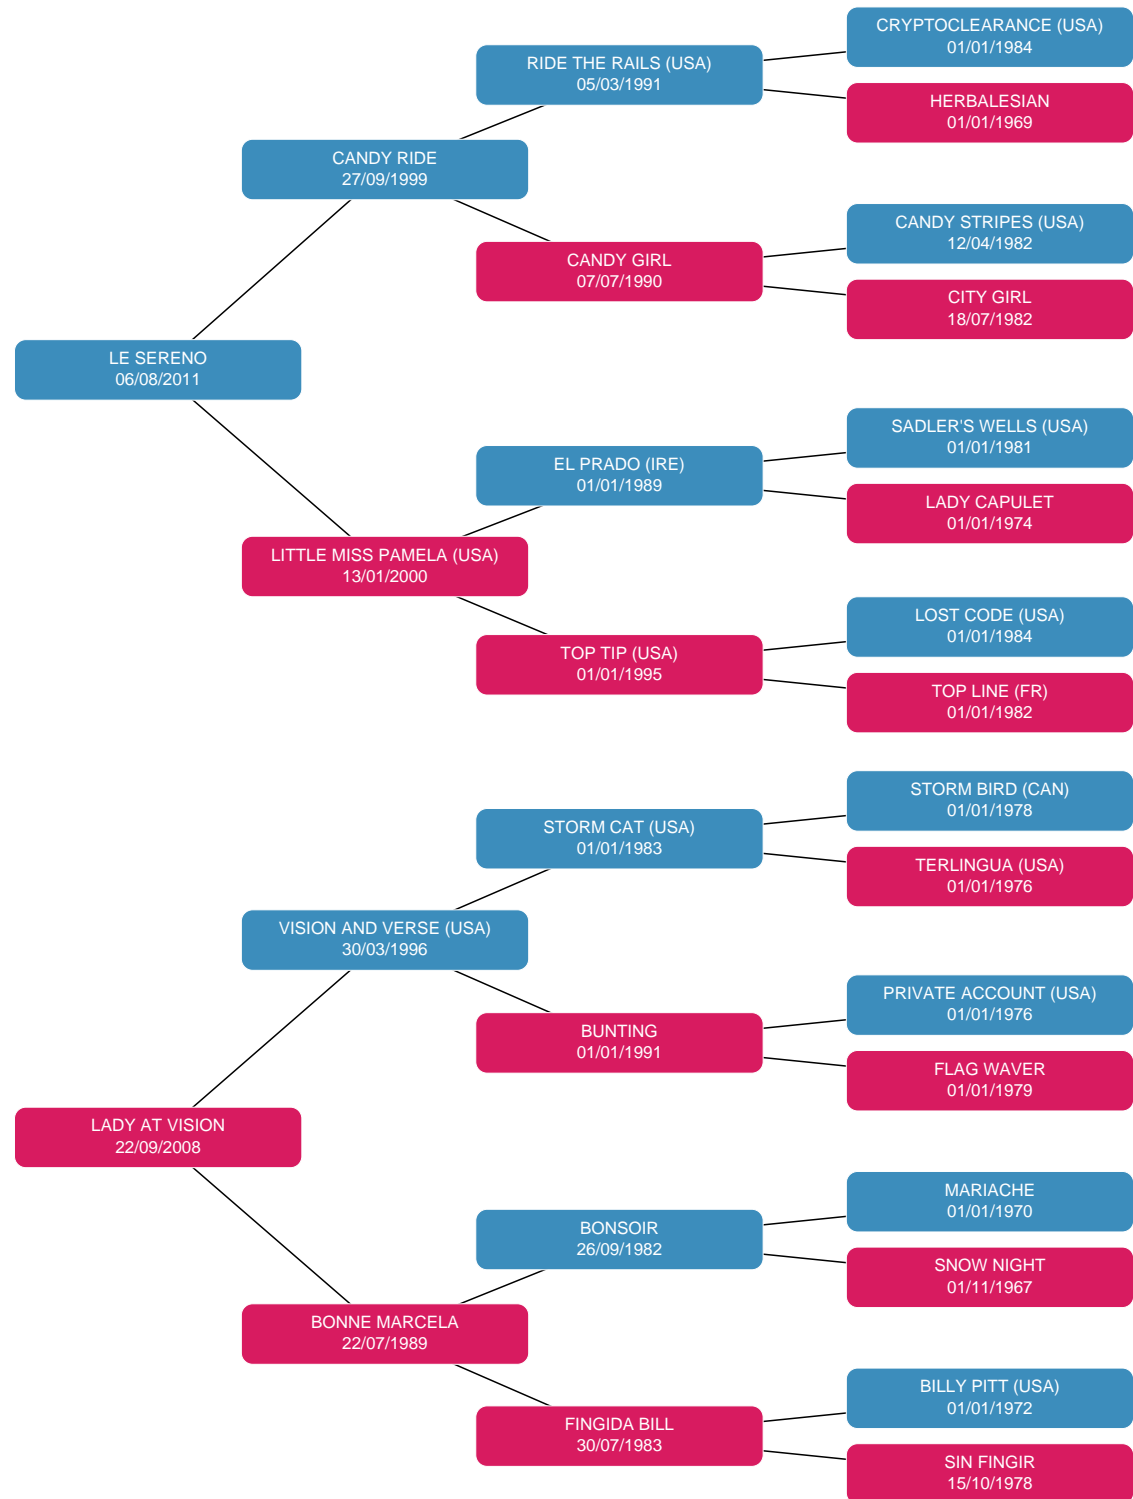 CRYPTOCLEARANCE (USA)
01/01/1984
RIDE THE RAILS (USA)
05/03/1991
HERBALESIAN
01/01/1969
CANDY RIDE
27/09/1999
CANDY STRIPES (USA)
12/04/1982
CANDY GIRL
07/07/1990
CITY GIRL
18/07/1982
LE SERENO
06/08/2011
SADLER'S WELLS (USA)
01/01/1981
EL PRADO (IRE)
01/01/1989
LADY CAPULET
01/01/1974
LITTLE MISS PAMELA (USA)
13/01/2000
LOST CODE (USA)
01/01/1984
TOP TIP (USA)
01/01/1995
TOP LINE (FR)
01/01/1982
STORM BIRD (CAN)
01/01/1978
STORM CAT (USA)
01/01/1983
TERLINGUA (USA)
01/01/1976
VISION AND VERSE (USA)
30/03/1996
PRIVATE ACCOUNT (USA)
01/01/1976
BUNTING
01/01/1991
FLAG WAVER
01/01/1979
LADY AT VISION
22/09/2008
MARIACHE
01/01/1970
BONSOIR
26/09/1982
SNOW NIGHT
01/11/1967
BONNE MARCELA
22/07/1989
BILLY PITT (USA)
01/01/1972
FINGIDA BILL
30/07/1983
SIN FINGIR
15/10/1978